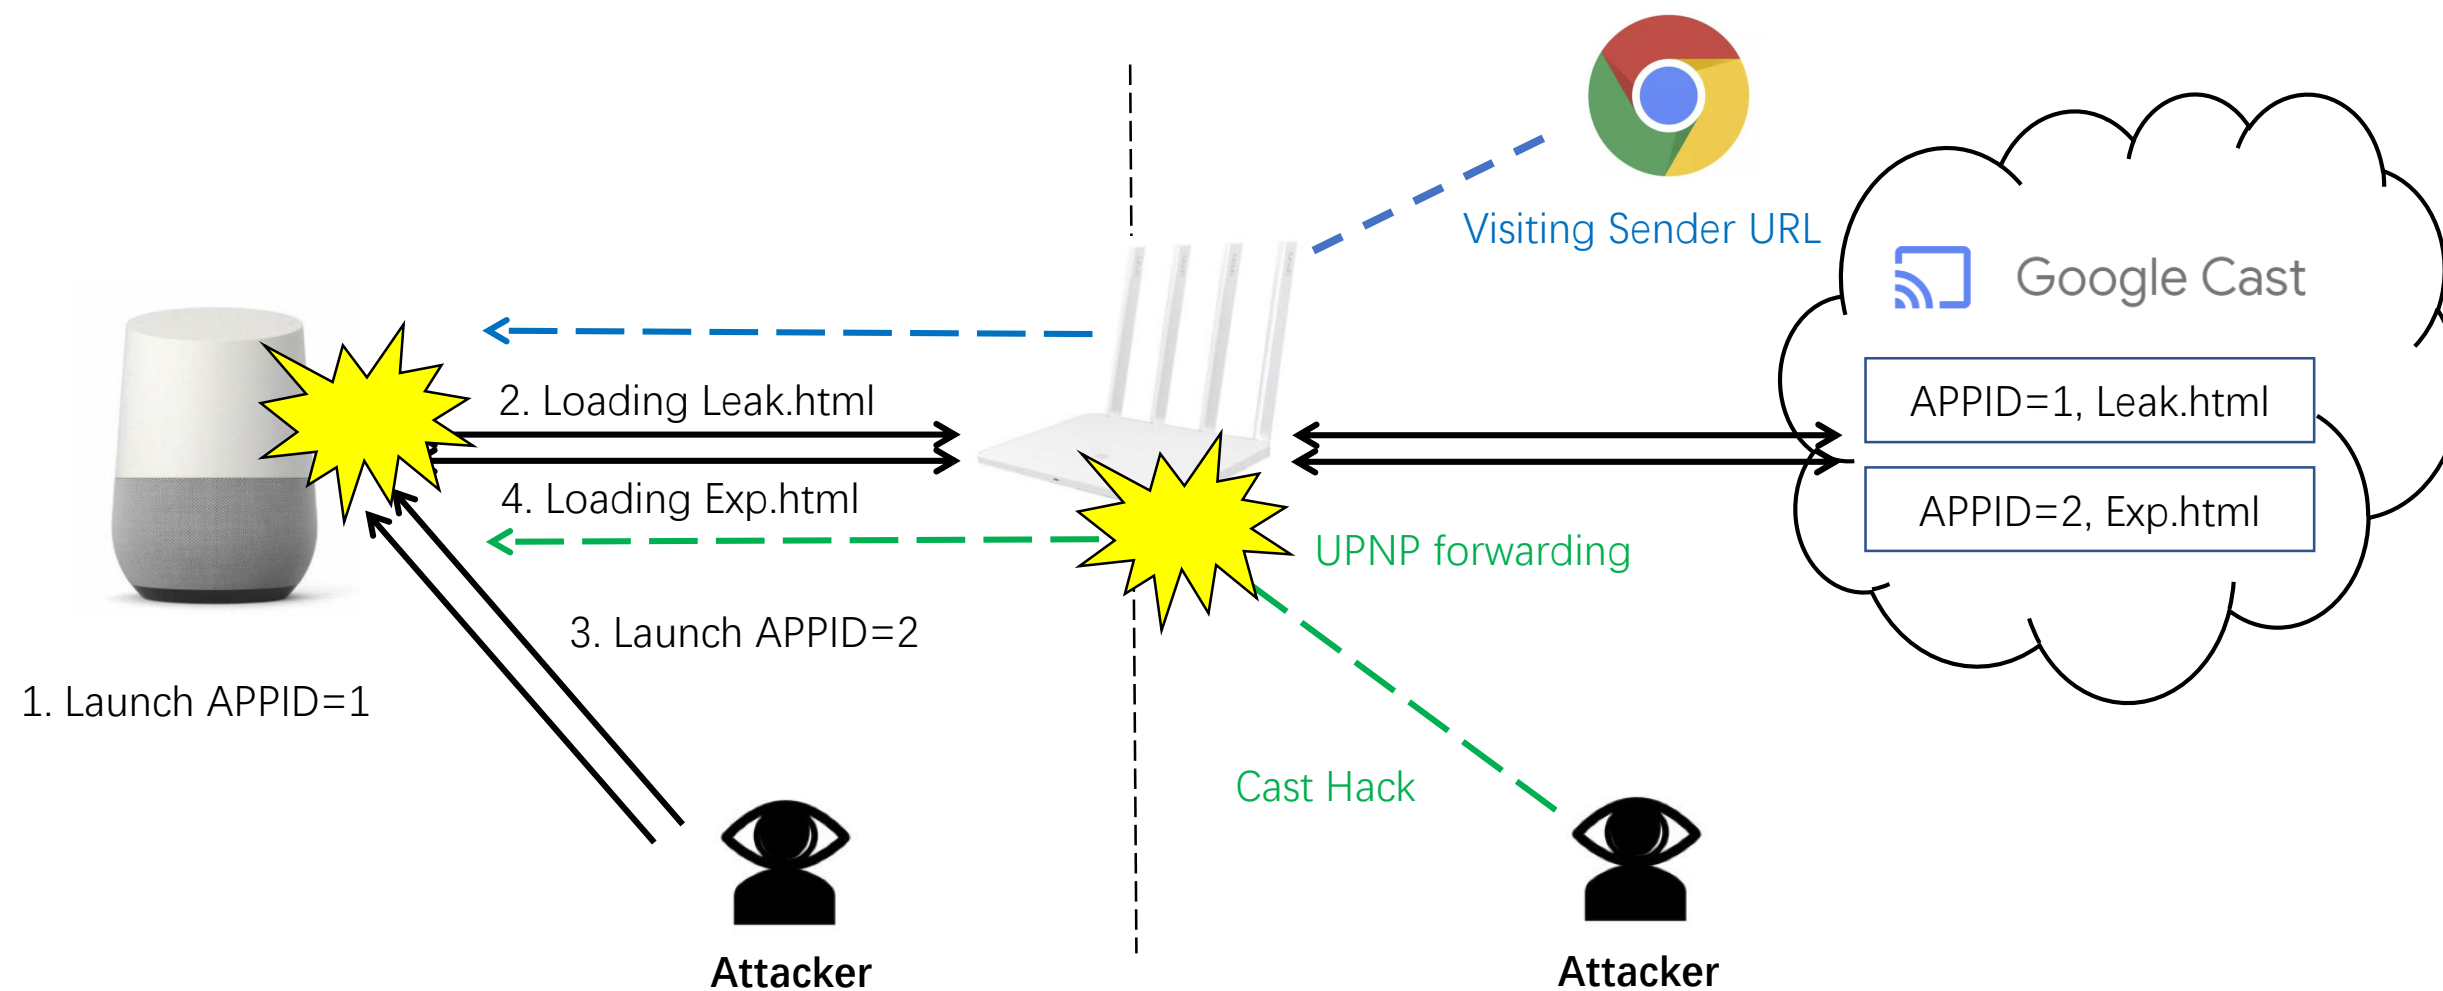 Visiting Sender URL
Google Cast
2. Loading Leak.html
APPID=1, Leak.html
4. Loading Exp.html
APPID=2, Exp.html
UPNP forwarding
3. Launch APPID=2
1. Launch APPID=1
Cast Hack
Attacker
Attacker